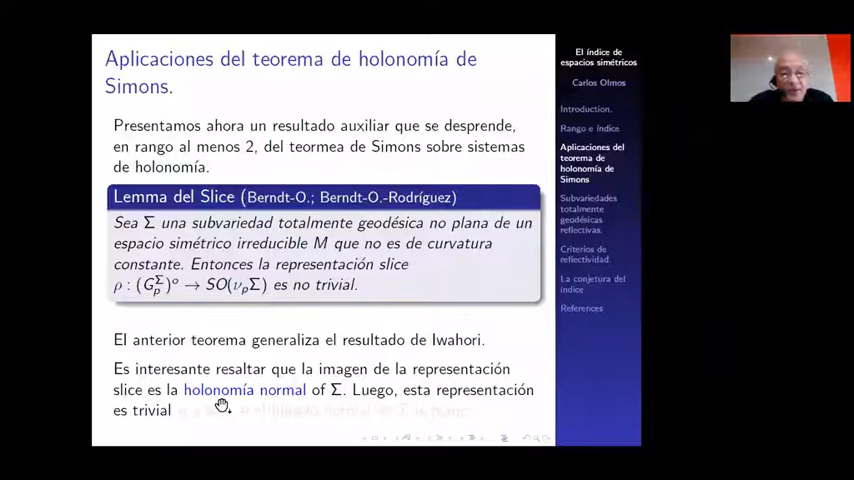 Aplicaciones del teorema de holonomía de
Simons.
Presentamos ahora un resultado auxiliar que se desprende,
en rango al menos 2, del teormea de Simons sobre sistemas
de holonomía.
Lemma del Slice (Berndt-O.; Berndt-O.-Rodríguez)
Sea Σ una subvariedad totalmente geodésica no plana de un
espacio simétrico irreducible M que no es de curvatura
constante. Entonces la representación slice
ρ : (G_p^Σ)^o → SO(ν_pΣ) es no trivial.
El anterior teorema generaliza el resultado de Iwahori.
Es interesante resaltar que la imagen de la representación
slice es la holonomía normal of Σ. Luego, esta representación
es trivial
El índice de
espacios simétricos
Carlos Olmos
Introduction.
Rango e índice
Aplicaciones del
teorema de
holonomía de
Simons
Subvariedades
totalmente
geodésicas
reflectivas.
Criterios de
reflectividad.
La conjetura del
índice
References